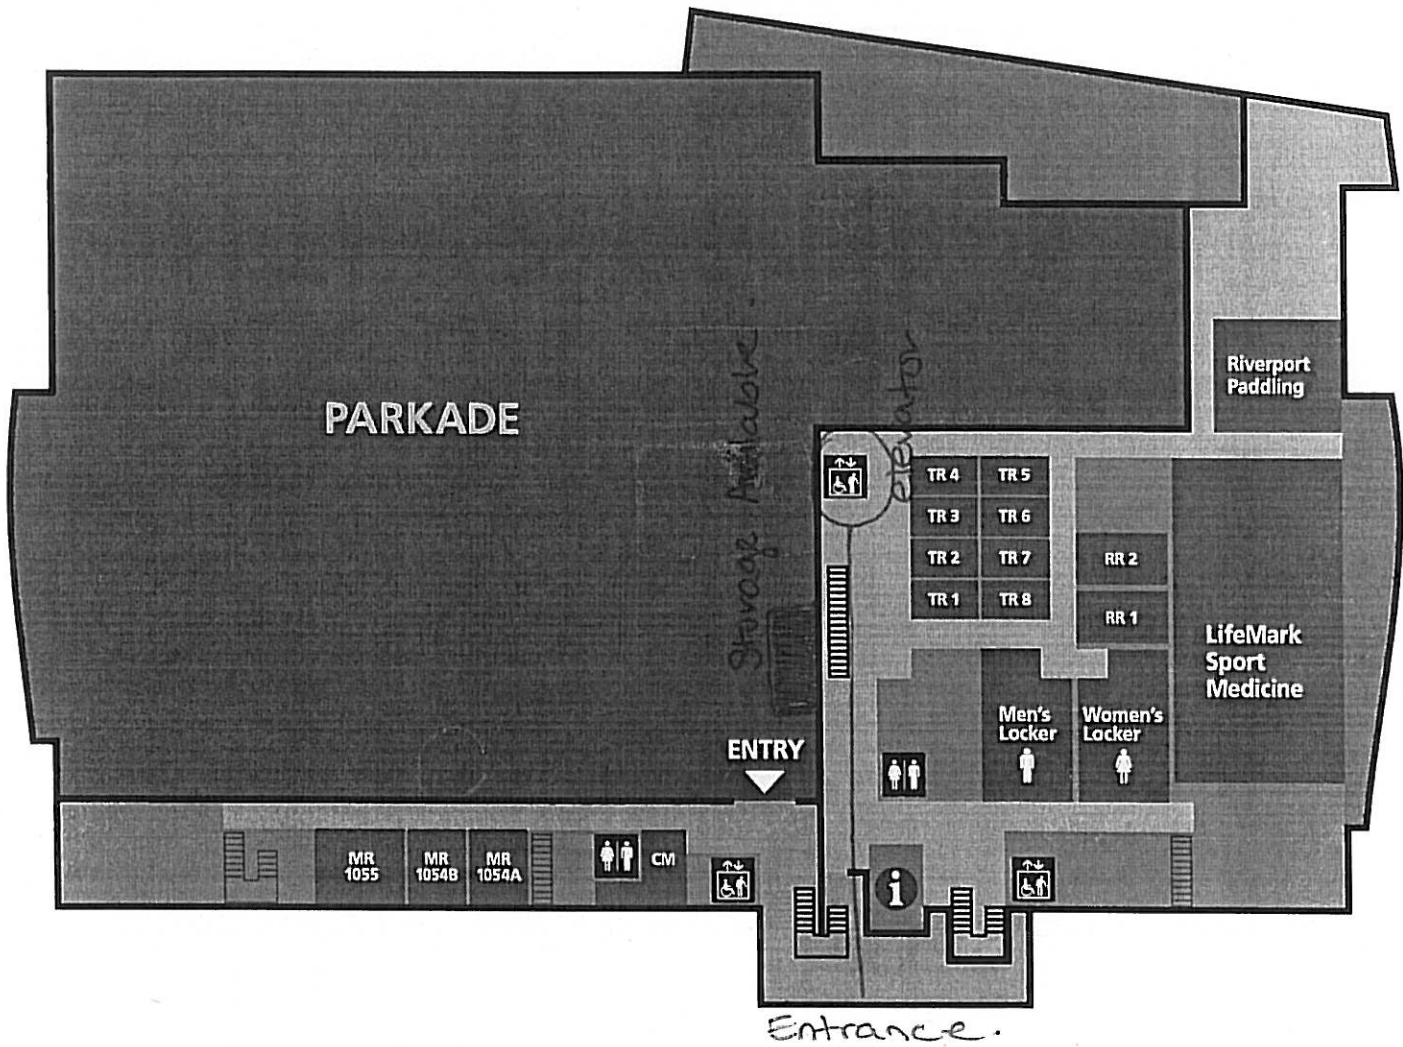 Riverport
Paddling
PARKADE
Storage Available.
elevator
TR 4
TR 5
TR 3
TR 6
TR 2
TR 7
TR 1
TR 8
RR 2
RR 1
LifeMark
Sport
Medicine
Men's
Locker
Women's
Locker
ENTRY
MR
1055
MR
1054B
MR
1054A
CM
i
Entrance.